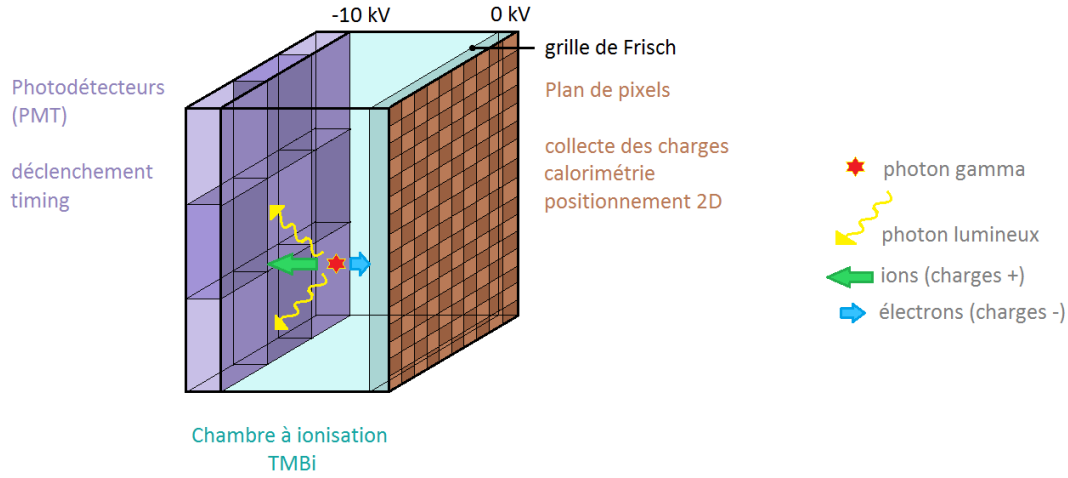 -10 kV
0 kV
grille de Frisch
Photodétecteurs
(PMT)
déclenchement
timing
Plan de pixels
collecte des charges
calorimétrie
positionnement 2D
photon gamma
photon lumineux
ions (charges +)
électrons (charges -)
Chambre à ionisation
TMBi